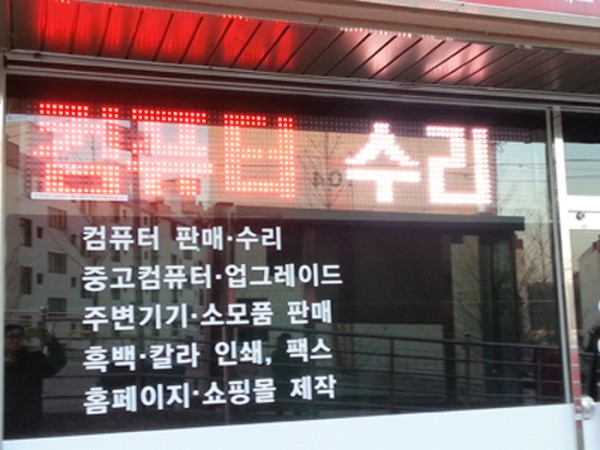 컴퓨터 수리
컴퓨터 판매·수리
중고컴퓨터·업그레이드
주변기기·소모품 판매
흑백·칼라 인쇄, 팩스
홈페이지·쇼핑몰 제작